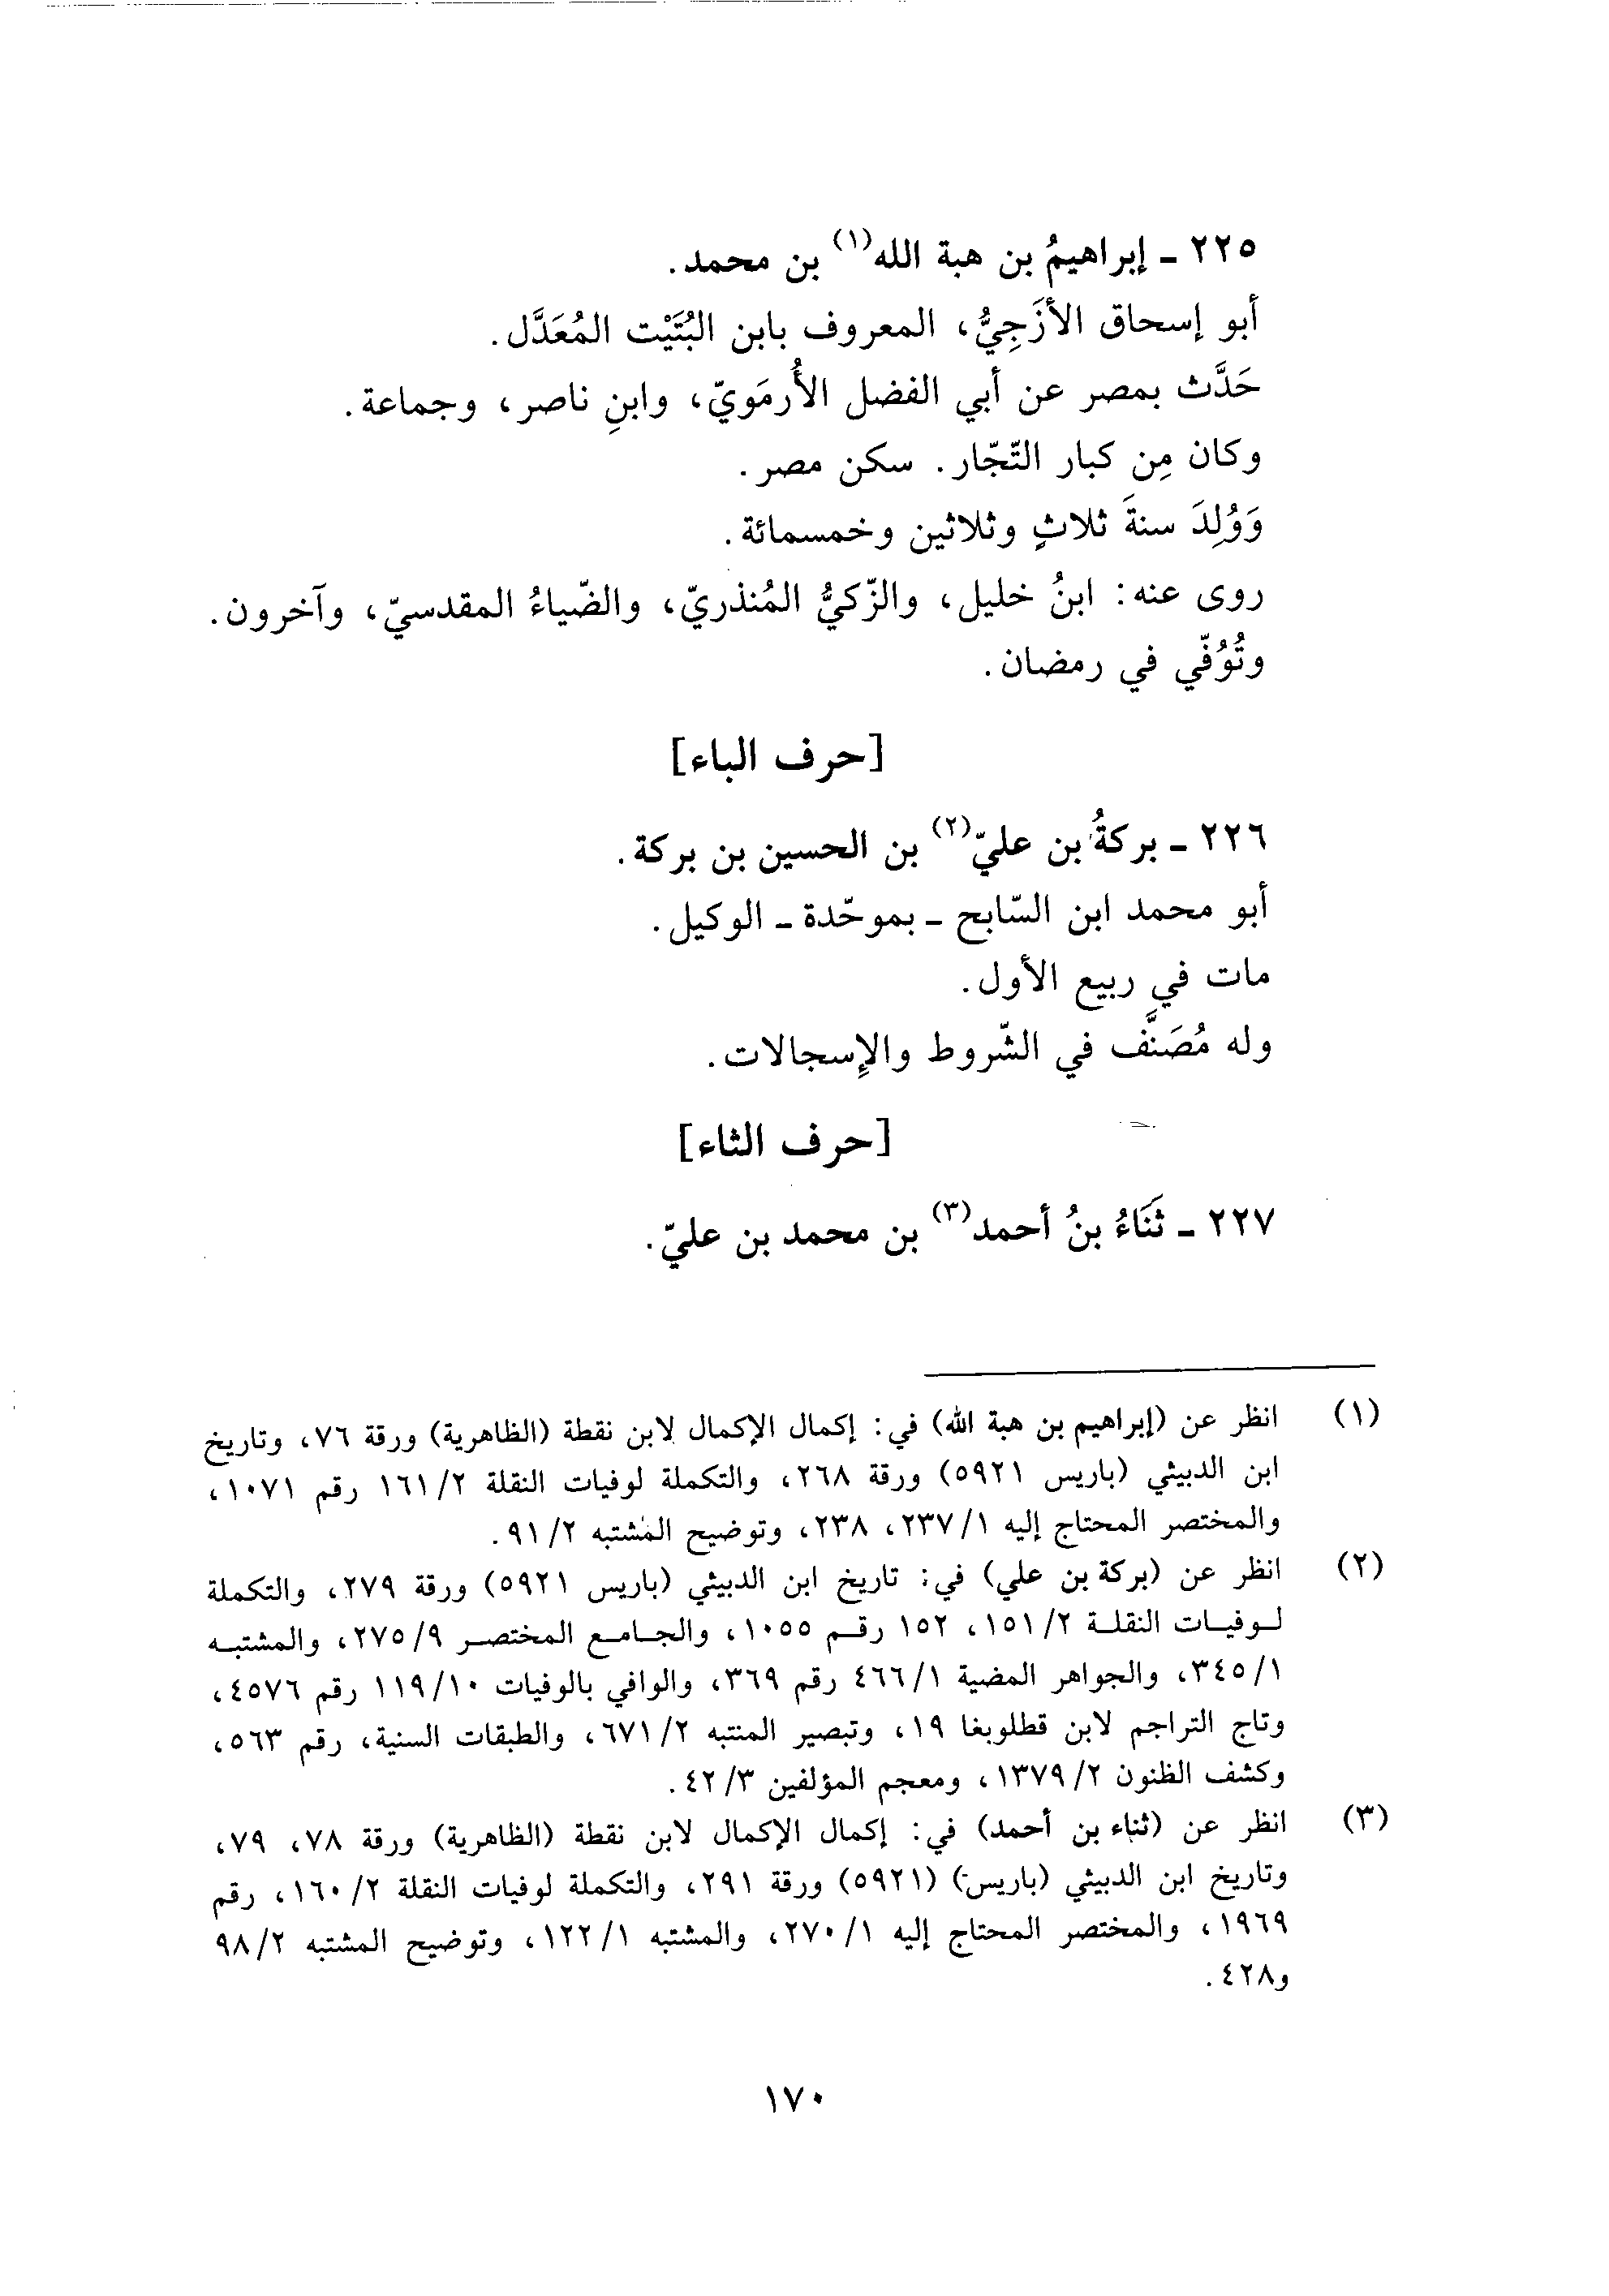 ٢٢٥ ـ إبراهيمُ بن هبة الله(١) بن محمد.
أبو إسحاق الأزَجِيُّ، المعروف بابن البُتَيْت المُعَدَّل.
حَدَّث بمصر عن أبي الفضل الأُرمَويّ، وابنِ ناصر، وجماعة.
وكان مِن كبار التّجّار. سكن مصر.
وَوُلِدَ سنةَ ثلاثٍ وثلاثين وخمسمائة.
روى عنه: ابنُ خليل، والزّكيُّ المُنذريّ، والضّياءُ المقدسيّ، وآخرون.
وتُوُفّي في رمضان.
[حرف الباء]
٢٢٦ ـ بركةُ بن عليّ(٢) بن الحسين بن بركة.
أبو محمد ابن السّابح ـ بموحّدة ـ الوكيل.
مات في ربيع الأول.
وله مُصَنَّف في الشّروط والإسجالات.
[حرف الثاء]
٢٢٧ ـ ثَنَاءُ بنُ أحمد(٣) بن محمد بن عليّ.
(١) انظر عن (إبراهيم بن هبة الله) في: إكمال الإكمال لابن نقطة (الظاهرية) ورقة ٧٦، وتاريخ
ابن الدبيثي (باريس ٥٩٢١) ورقة ٢٦٨، والتكملة لوفيات النقلة ٢/ ١٦١ رقم ١٠٧١،
والمختصر المحتاج إليه ١/ ٢٣٧، ٢٣٨، وتوضيح المشتبه ٢/ ٩١.
(٢) انظر عن (بركة بن علي) في: تاريخ ابن الدبيثي (باريس ٥٩٢١) ورقة ٢٧٩، والتكملة
لـوفيـات النقلـة ٢/ ١٥١، ١٥٢ رقـم ١٠٥٥، والجـامـع المختصـر ٩/ ٢٧٥، والمشتبـه
١/ ٣٤٥، والجواهر المضية ١/ ٤٦٦ رقم ٣٦٩، والوافي بالوفيات ١٠/ ١١٩ رقم ٤٥٧٦،
وتاج التراجم لابن قطلوبغا ١٩، وتبصير المنتبه ٢/ ٦٧١، والطبقات السنية، رقم ٥٦٣،
وكشف الظنون ٢/ ١٣٧٩، ومعجم المؤلفين ٣/ ٤٢.
(٣) انظر عن (ثناء بن أحمد) في: إكمال الإكمال لابن نقطة (الظاهرية) ورقة ٧٨، ٧٩،
وتاريخ ابن الدبيثي (باريس) (٥٩٢١) ورقة ٢٩١، والتكملة لوفيات النقلة ٢/ ١٦٠، رقم
١٩٦٩، والمختصر المحتاج إليه ١/ ٢٧٠، والمشتبه ١/ ١٢٢، وتوضيح المشتبه ٢/ ٩٨
و٤٢٨.
١٧٠